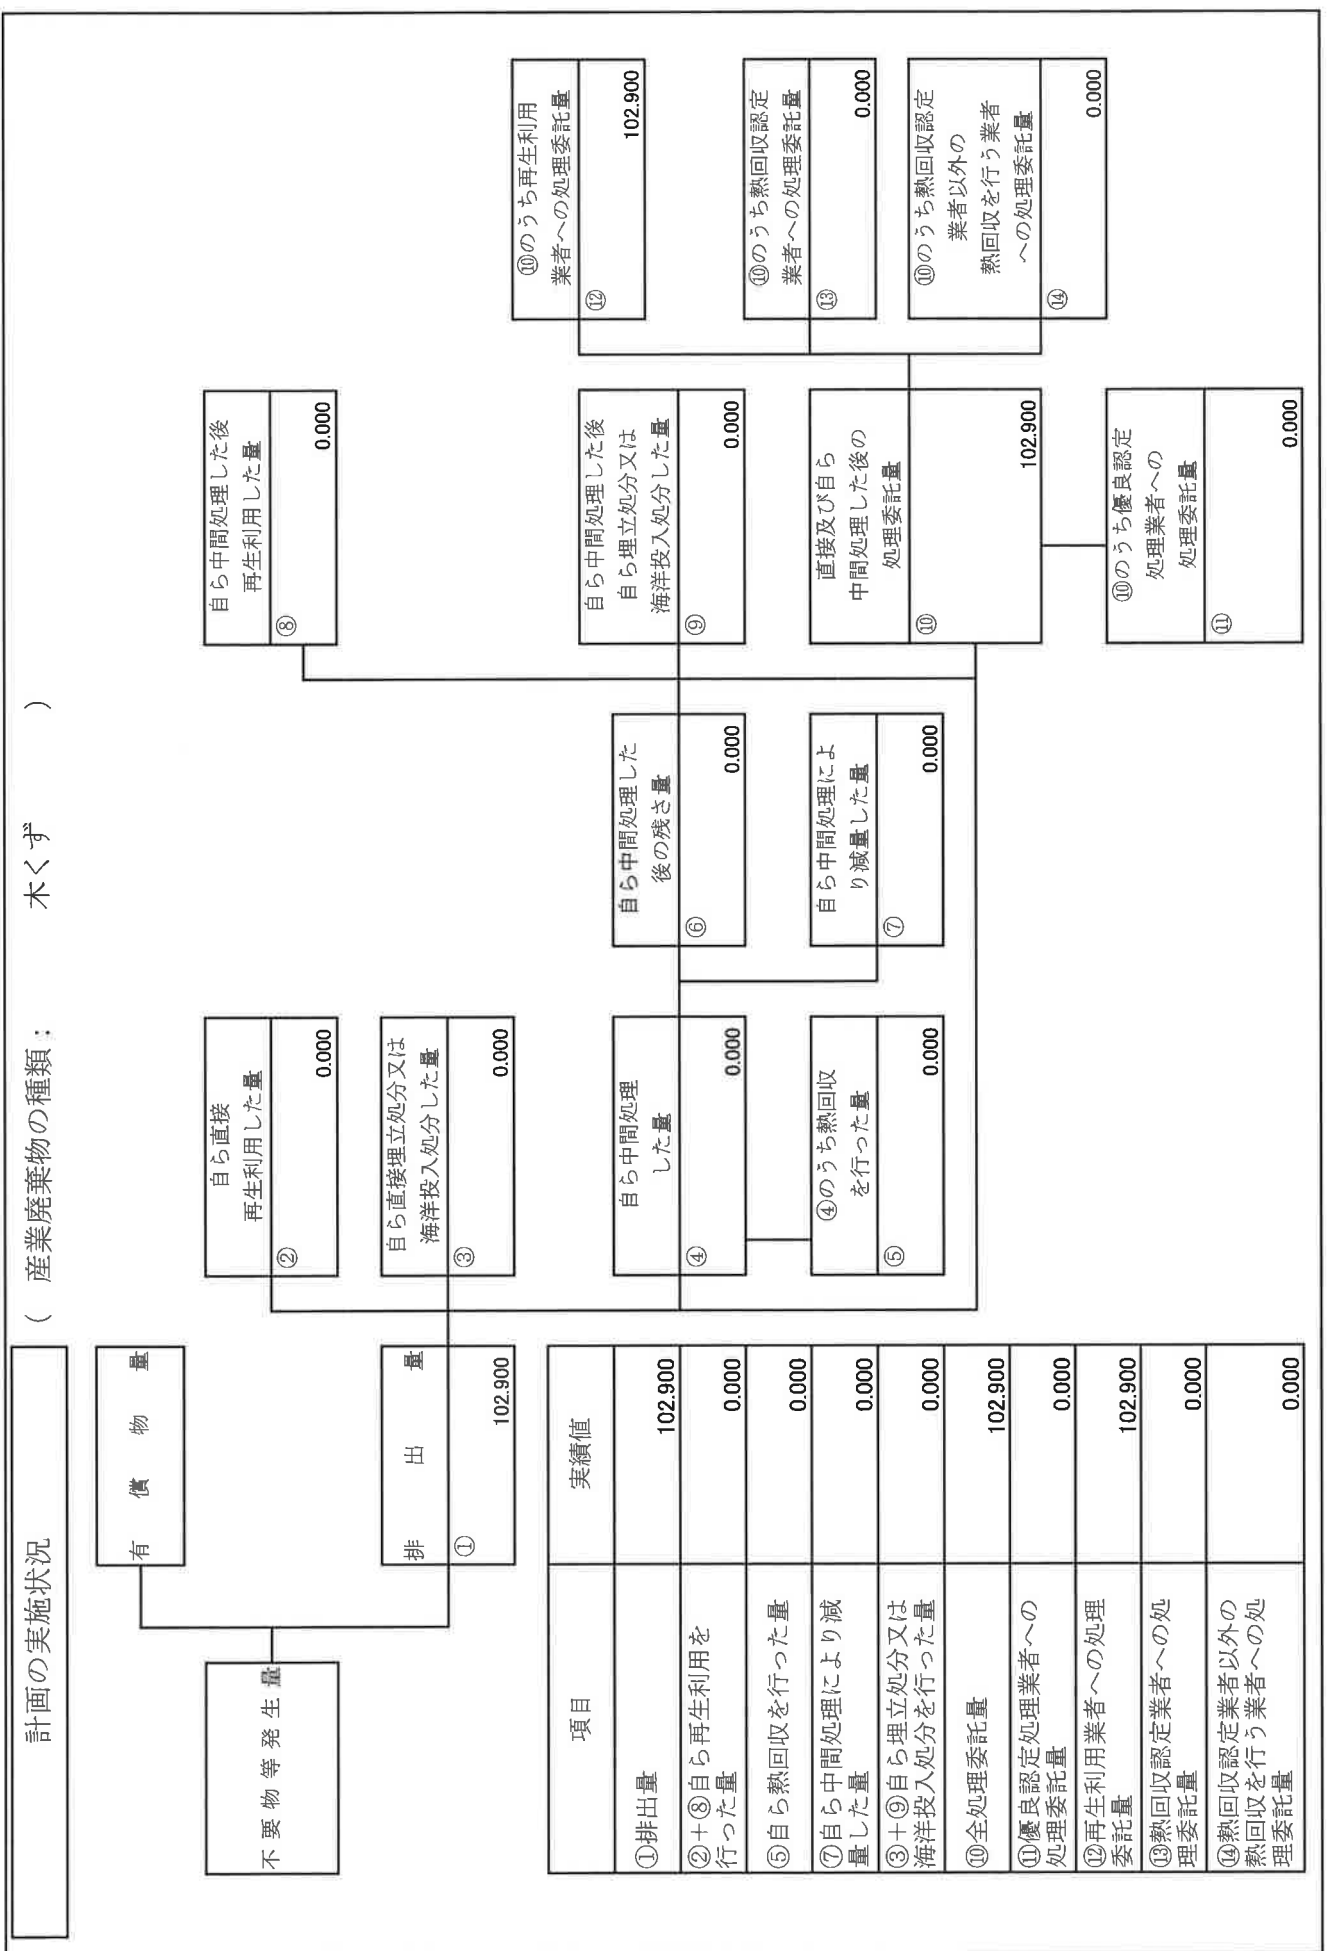 計画の実施状況
（ 産業廃棄物の種類： 木くず ）
不要物等発生量
有償物量
排出量
① 102.900
自ら直接
再生利用した量
② 0.000
自ら直接埋立処分又は
海洋投入処分した量
③ 0.000
自ら中間処理
した量
④ 0.000
④のうち熱回収
を行った量
⑤ 0.000
自ら中間処理した
後の残さ量
⑥ 0.000
自ら中間処理によ
り減量した量
⑦ 0.000
自ら中間処理した後
再生利用した量
⑧ 0.000
自ら中間処理した後
自ら埋立処分又は
海洋投入処分した量
⑨ 0.000
直接及び自ら
中間処理した後の
処理委託量
⑩ 102.900
⑩のうち優良認定
処理業者への
処理委託量
⑪ 0.000
⑩のうち再生利用
業者への処理委託量
⑫ 102.900
⑩のうち熱回収認定
業者への処理委託量
⑬ 0.000
⑩のうち熱回収認定
業者以外の
熱回収を行う業者
への処理委託量
⑭ 0.000
項目 実績値
①排出量 102.900
②＋⑧自ら再生利用を
行った量 0.000
⑤自ら熱回収を行った量 0.000
⑦自ら中間処理により減
量した量 0.000
③＋⑨自ら埋立処分又は
海洋投入処分を行った量 0.000
⑩全処理委託量 102.900
⑪優良認定処理業者への
処理委託量 0.000
⑫再生利用業者への処理
委託量 102.900
⑬熱回収認定業者への処
理委託量 0.000
⑭熱回収認定業者以外の
熱回収を行う業者への処
理委託量 0.000